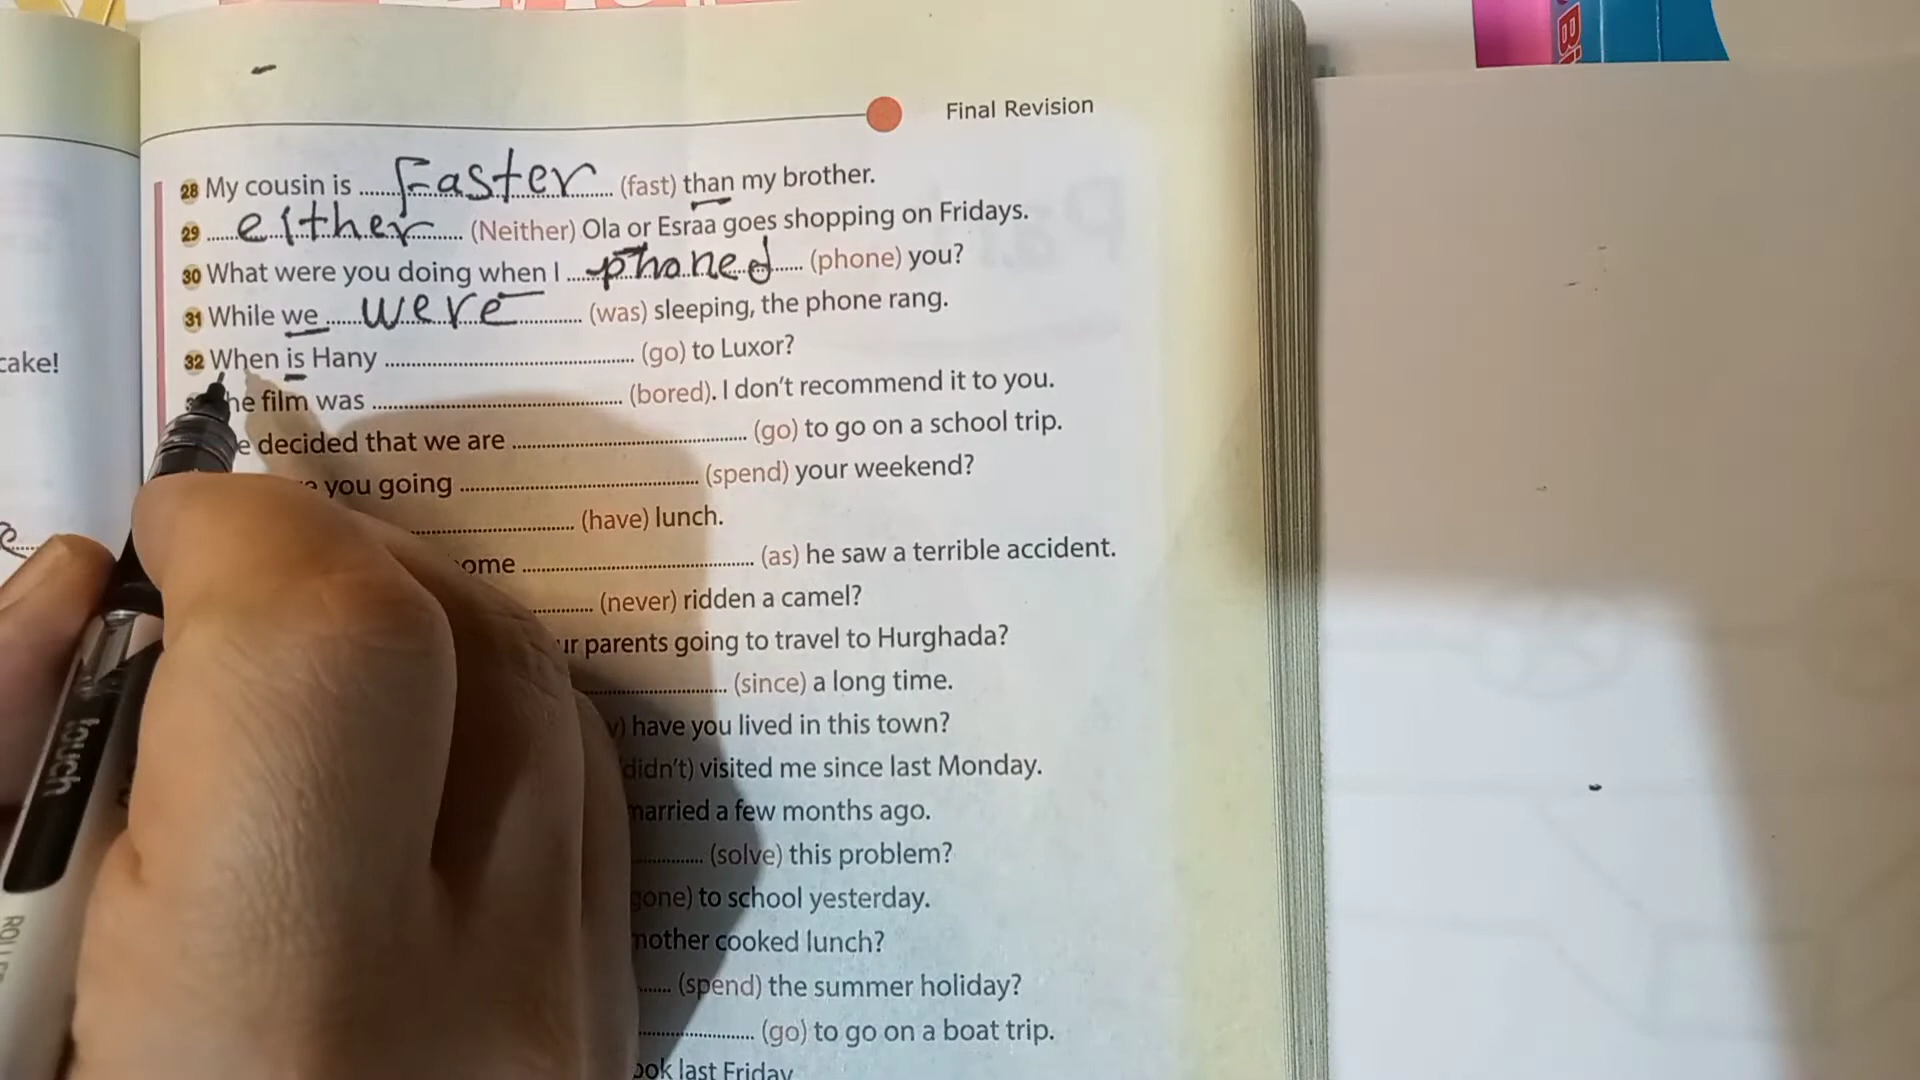 Final Revision
28 My cousin is ........ Faster ........ (fast) than my brother.
29 ........ either ........ (Neither) Ola or Esraa goes shopping on Fridays.
30 What were you doing when I ........ phoned ........ (phone) you?
31 While we ........ were ........ (was) sleeping, the phone rang.
cake!
32 When is Hany ........ (go) to Luxor?
he film was ........ (bored). I don't recommend it to you.
e decided that we are ........ (go) to go on a school trip.
you going ........ (spend) your weekend?
........ (have) lunch.
ome ........ (as) he saw a terrible accident.
........ (never) ridden a camel?
ur parents going to travel to Hurghada?
........ (since) a long time.
have you lived in this town?
didn't) visited me since last Monday.
married a few months ago.
........ (solve) this problem?
gone) to school yesterday.
mother cooked lunch?
........ (spend) the summer holiday?
........ (go) to go on a boat trip.
ook last Friday
touch